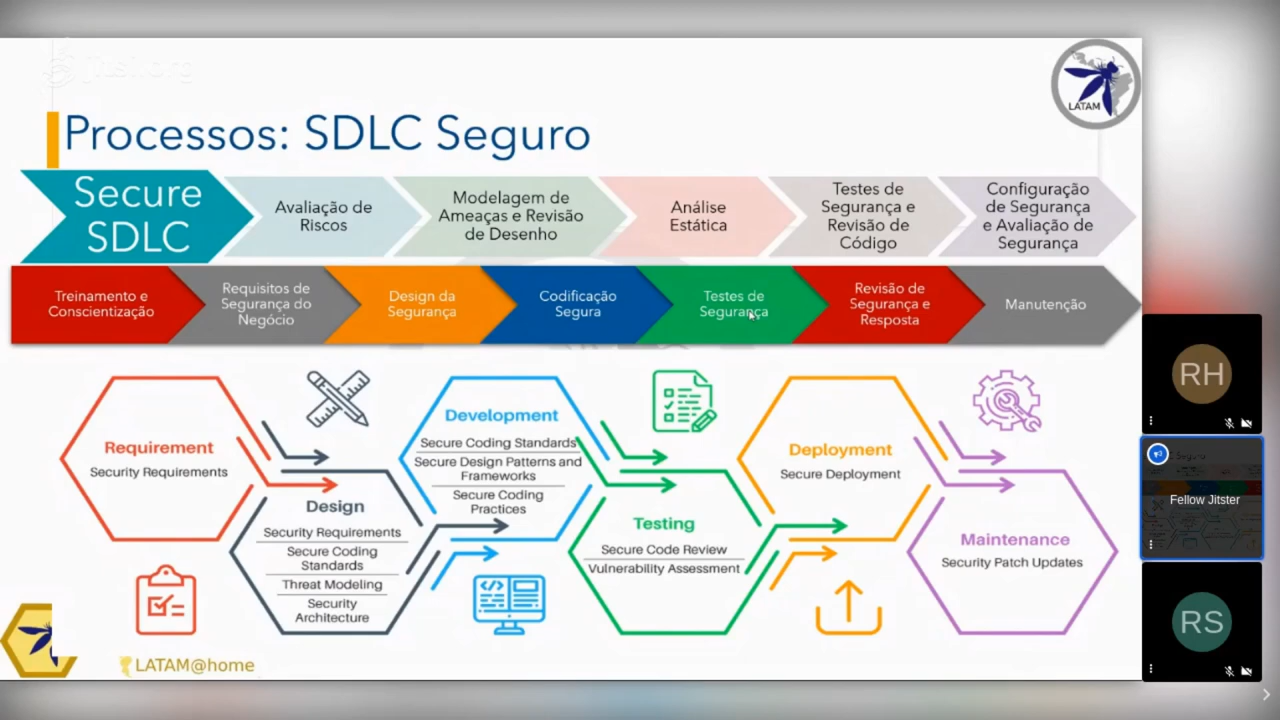 jitsi.org
LATAM
Processos: SDLC Seguro
Secure
SDLC
Avaliação de
Riscos
Modelagem de
Ameaças e Revisão
de Desenho
Análise
Estática
Testes de
Segurança e
Revisão de
Código
Configuração
de Segurança
e Avaliação de
Segurança
Treinamento e
Conscientização
Requisitos de
Segurança do
Negócio
Design da
Segurança
Codificação
Segura
Testes de
Segurança
Revisão de
Segurança e
Resposta
Manutenção
Requirement
Security Requirements
Design
Security Requirements
Secure Coding
Standards
Threat Modeling
Security
Architecture
Development
Secure Coding Standards
Secure Design Patterns and
Frameworks
Secure Coding
Practices
Testing
Secure Code Review
Vulnerability Assessment
Deployment
Secure Deployment
Maintenance
Security Patch Updates
LATAM@home
RH
Fellow Jitster
RS